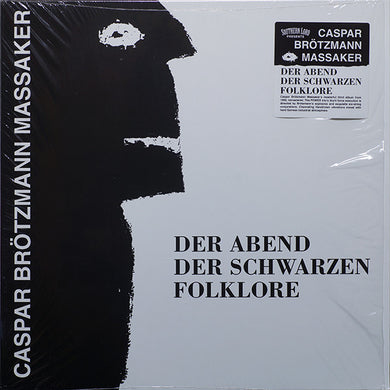 CASPAR BRÖTZMANN MASSAKER
SOUTHERN LORD
PRESENTS
CASPAR
BRÖTZMANN
MASSAKER
DER ABEND
DER SCHWARZEN
FOLKLORE
DER ABEND
DER SCHWARZEN
FOLKLORE